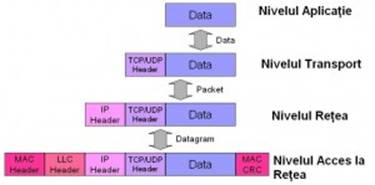 Data
Nivelul Aplicație
Data
TCP/UDP
Header
Data
Nivelul Transport
Packet
IP
Header
TCP/UDP
Header
Data
Nivelul Rețea
Datagram
MAC
Header
LLC
Header
IP
Header
TCP/UDP
Header
Data
MAC
CRC
Nivelul Acces la
Rețea